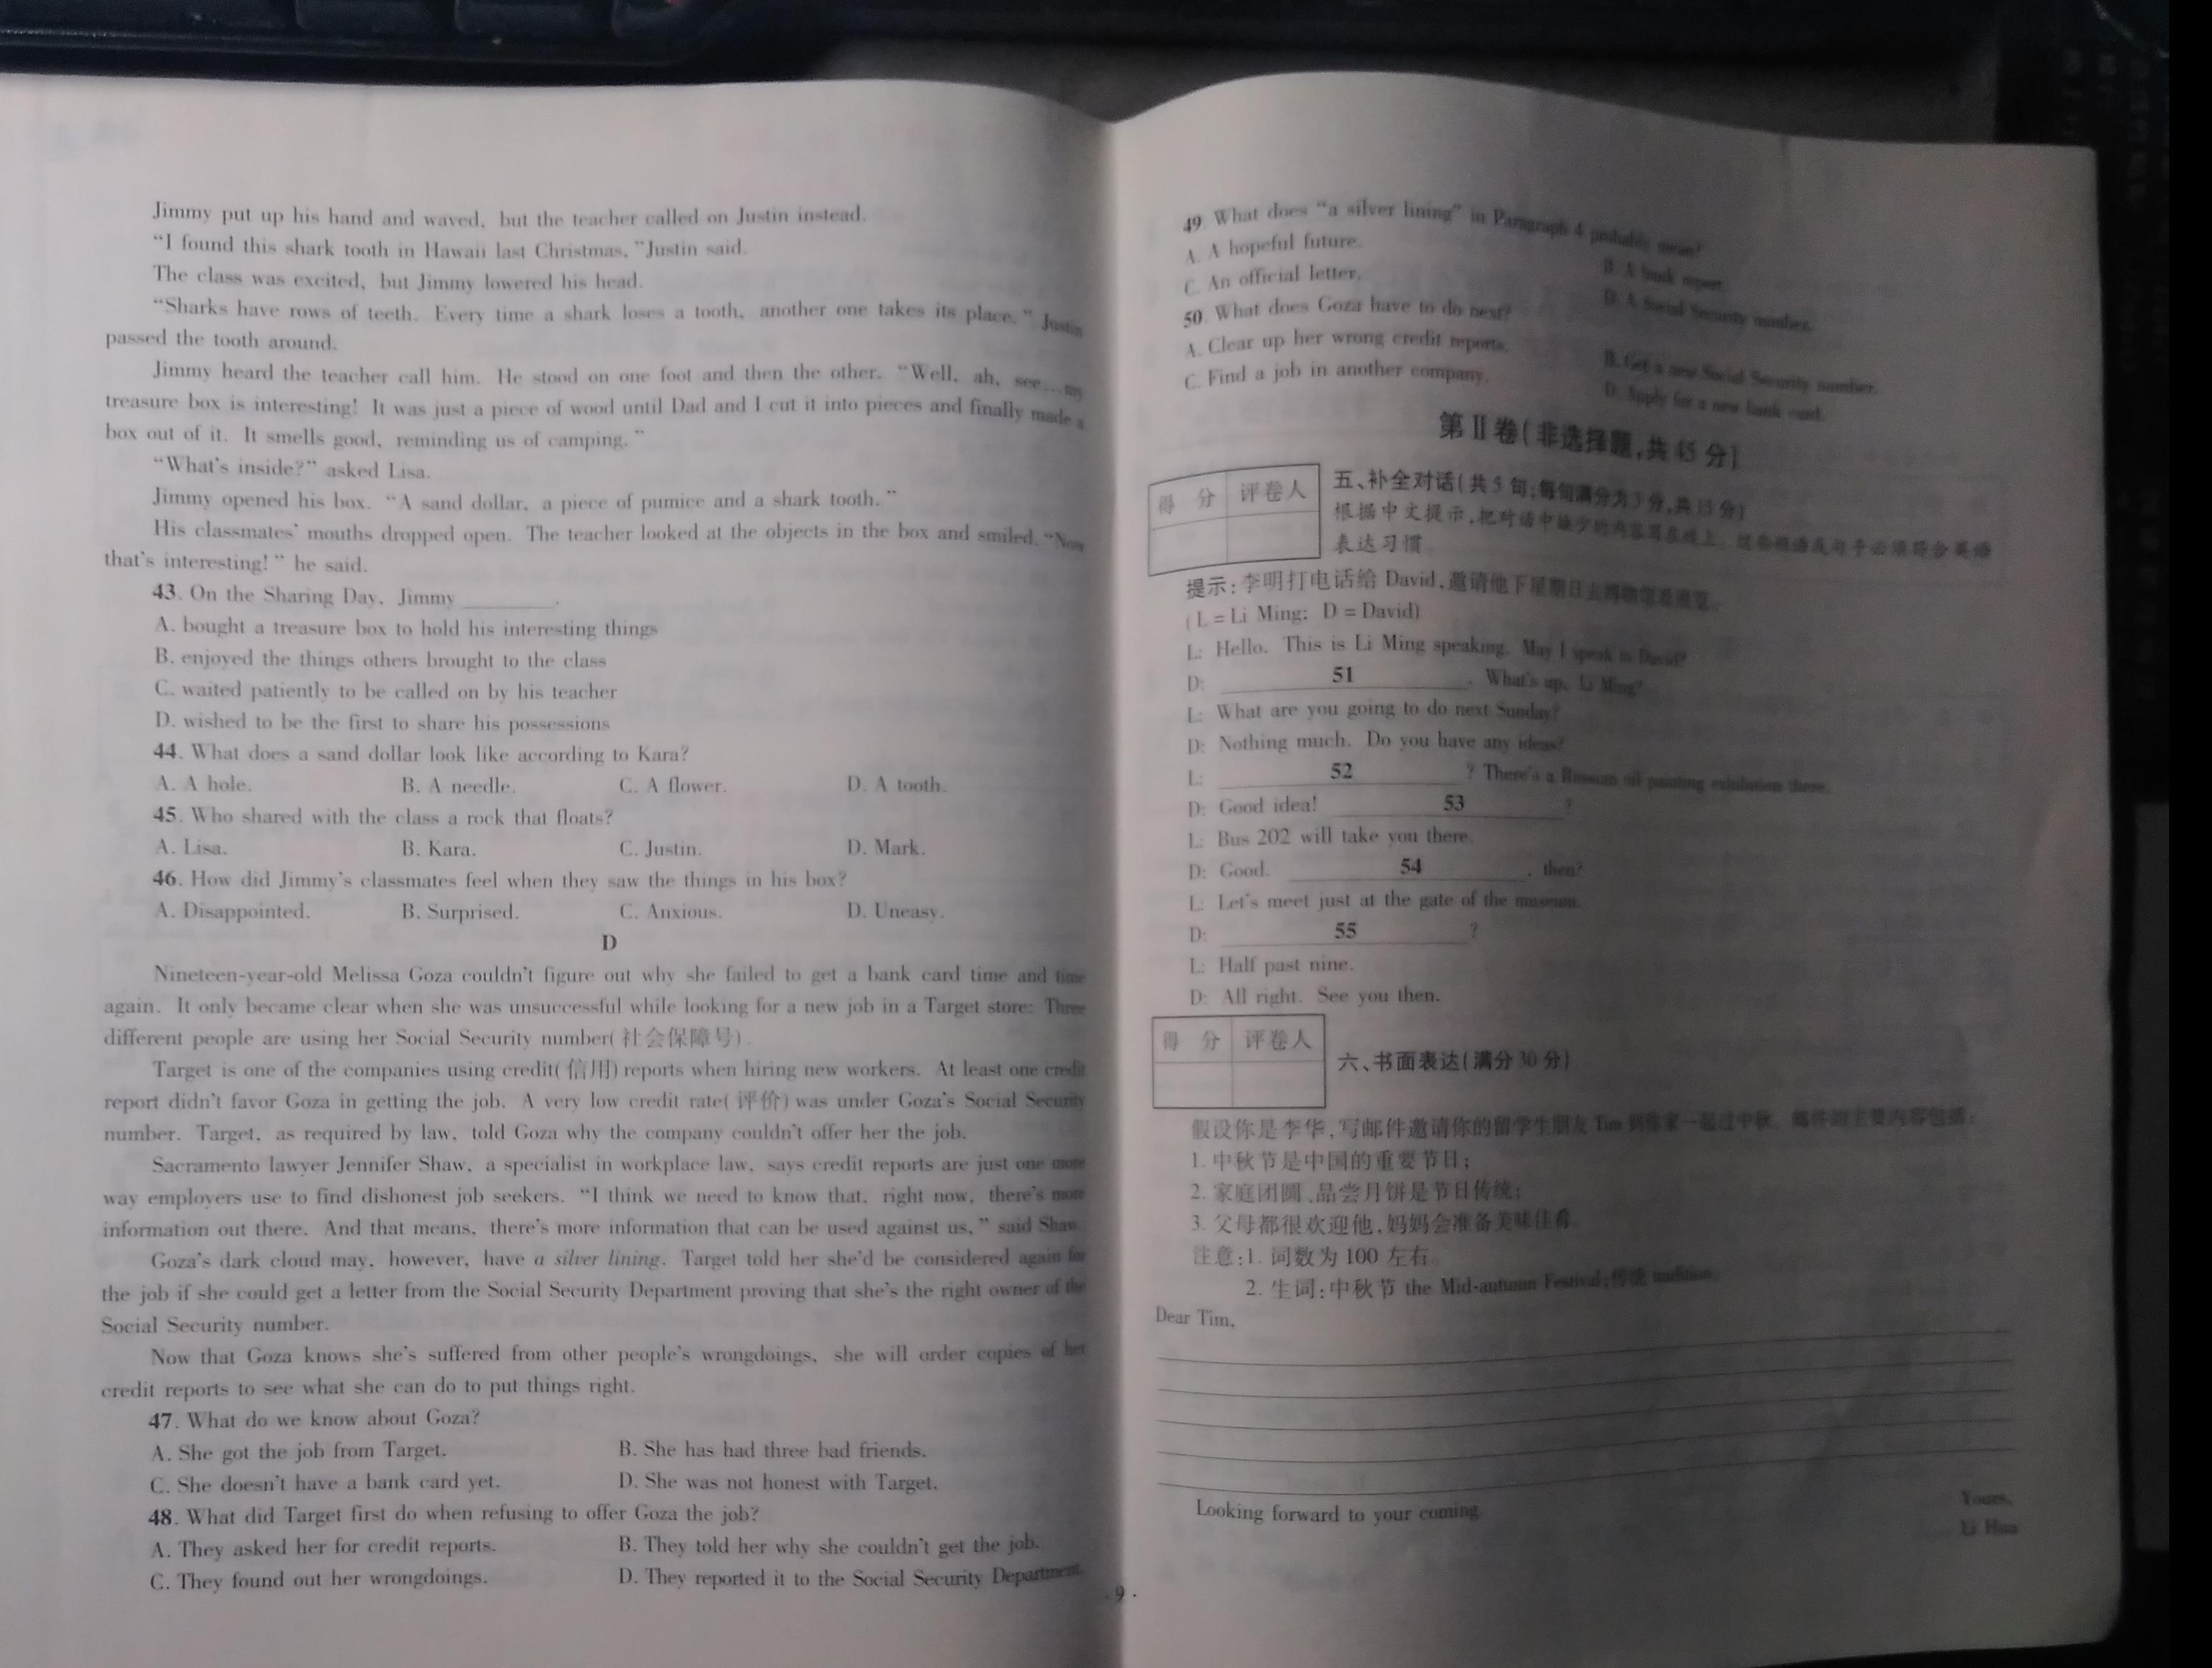 Jimmy put up his hand and waved, but the teacher called on Justin instead.
“I found this shark tooth in Hawaii last Christmas, ”Justin said.
The class was excited, but Jimmy lowered his head.
“Sharks have rows of teeth. Every time a shark loses a tooth, another one takes its place. ” Justin
passed the tooth around.
Jimmy heard the teacher call him. He stood on one foot and then the other. “Well, ah, see…my
treasure box is interesting! It was just a piece of wood until Dad and I cut it into pieces and finally made a
box out of it. It smells good, reminding us of camping. ”
“What's inside?” asked Lisa.
Jimmy opened his box. “A sand dollar, a piece of pumice and a shark tooth. ”
His classmates' mouths dropped open. The teacher looked at the objects in the box and smiled. “Now
that's interesting! ” he said.
43. On the Sharing Day, Jimmy ________.
A. bought a treasure box to hold his interesting things
B. enjoyed the things others brought to the class
C. waited patiently to be called on by his teacher
D. wished to be the first to share his possessions
44. What does a sand dollar look like according to Kara?
A. A hole. B. A needle. C. A flower. D. A tooth.
45. Who shared with the class a rock that floats?
A. Lisa. B. Kara. C. Justin. D. Mark.
46. How did Jimmy's classmates feel when they saw the things in his box?
A. Disappointed. B. Surprised. C. Anxious. D. Uneasy.
D
Nineteen-year-old Melissa Goza couldn't figure out why she failed to get a bank card time and time
again. It only became clear when she was unsuccessful while looking for a new job in a Target store: Three
different people are using her Social Security number(社会保障号).
Target is one of the companies using credit(信用) reports when hiring new workers. At least one credit
report didn't favor Goza in getting the job. A very low credit rate(评价) was under Goza's Social Security
number. Target, as required by law, told Goza why the company couldn't offer her the job.
Sacramento lawyer Jennifer Shaw, a specialist in workplace law, says credit reports are just one more
way employers use to find dishonest job seekers. “I think we need to know that, right now, there's more
information out there. And that means, there's more information that can be used against us, ” said Shaw.
Goza's dark cloud may, however, have a silver lining. Target told her she'd be considered again for
the job if she could get a letter from the Social Security Department proving that she's the right owner of the
Social Security number.
Now that Goza knows she's suffered from other people's wrongdoings, she will order copies of her
credit reports to see what she can do to put things right.
47. What do we know about Goza?
A. She got the job from Target. B. She has had three bad friends.
C. She doesn't have a bank card yet. D. She was not honest with Target.
48. What did Target first do when refusing to offer Goza the job?
A. They asked her for credit reports. B. They told her why she couldn't get the job.
C. They found out her wrongdoings. D. They reported it to the Social Security Department.
· 9 ·
49. What does “a silver lining” in Paragraph 4 probably mean?
A. A hopeful future. B. A bank report.
C. An official letter. D. A Social Security number.
50. What does Goza have to do next?
A. Clear up her wrong credit reports. B. Get a new Social Security number.
C. Find a job in another company. D. Apply for a new bank card.
第Ⅱ卷(非选择题,共45分)
得 分 评卷人
五、补全对话(共5句;每句满分为3分,共15分)
根据中文提示,把对话中缺少的内容写在线上。这些句子必须符合英语
表达习惯。
提示:李明打电话给 David,邀请他下星期日去博物馆看
(L = Li Ming; D = David)
L: Hello. This is Li Ming speaking. May I speak to David?
D: 51 . What's up, Li Ming?
L: What are you going to do next Sunday?
D: Nothing much. Do you have any ideas?
L: 52 ? There's a Russian oil painting exhibition there.
D: Good idea! 53 ?
L: Bus 202 will take you there.
D: Good. 54 , then?
L: Let's meet just at the gate of the museum.
D: 55 ?
L: Half past nine.
D: All right. See you then.
得 分 评卷人
六、书面表达(满分30分)
假设你是李华,写邮件邀请你的留学生朋友 Tim 到你家一起过中秋。邮件的主要内容包括:
1. 中秋节是中国的重要节日;
2. 家庭团圆、品尝月饼是节日传统;
3. 父母都很欢迎他,妈妈会准备美味佳肴。
注意:1. 词数为 100 左右。
2. 生词:中秋节 the Mid-autumn Festival;传统 tradition.
Dear Tim,
Looking forward to your coming.
Yours,
Li Hua